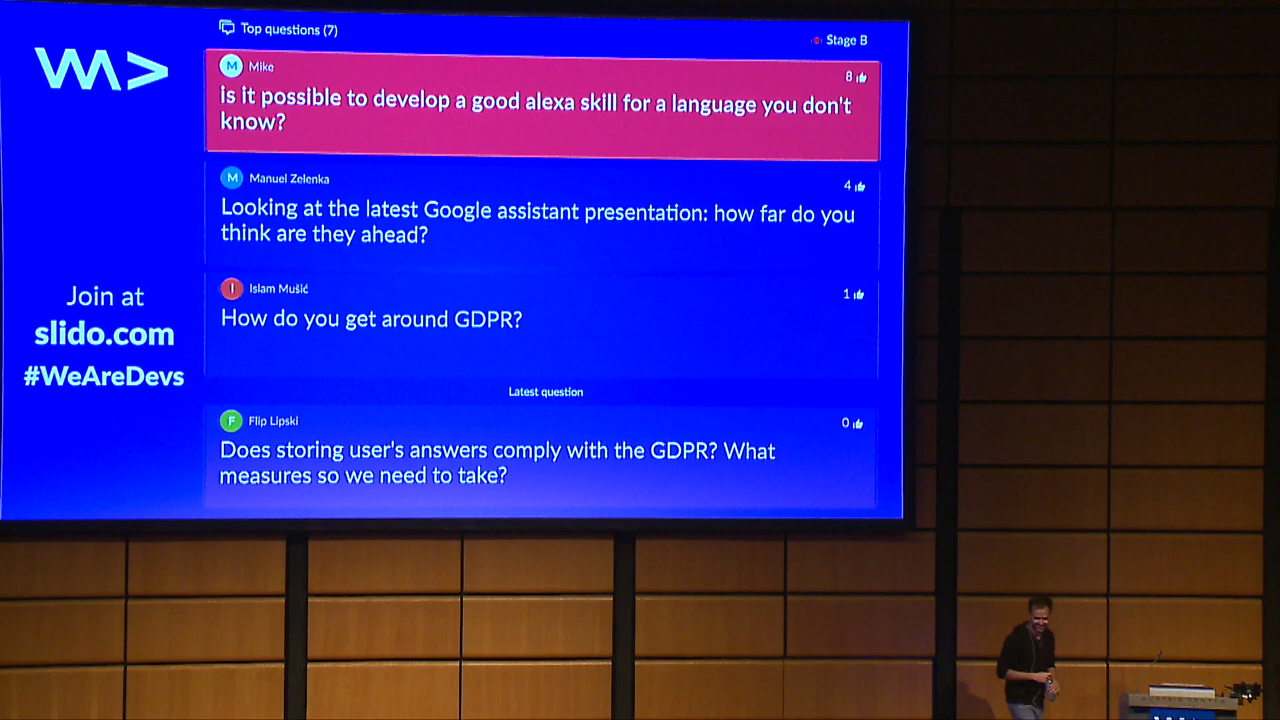 Top questions (7)
Stage B
WA>
M Mike
8
is it possible to develop a good alexa skill for a language you don't
know?
M Manuel Zelenka
4
Looking at the latest Google assistant presentation: how far do you
think are they ahead?
I Islam Mušić
1
How do you get around GDPR?
Join at
slido.com
#WeAreDevs
Latest question
F Flip Lipski
0
Does storing user's answers comply with the GDPR? What
measures so we need to take?
AUSTRIA CENTER